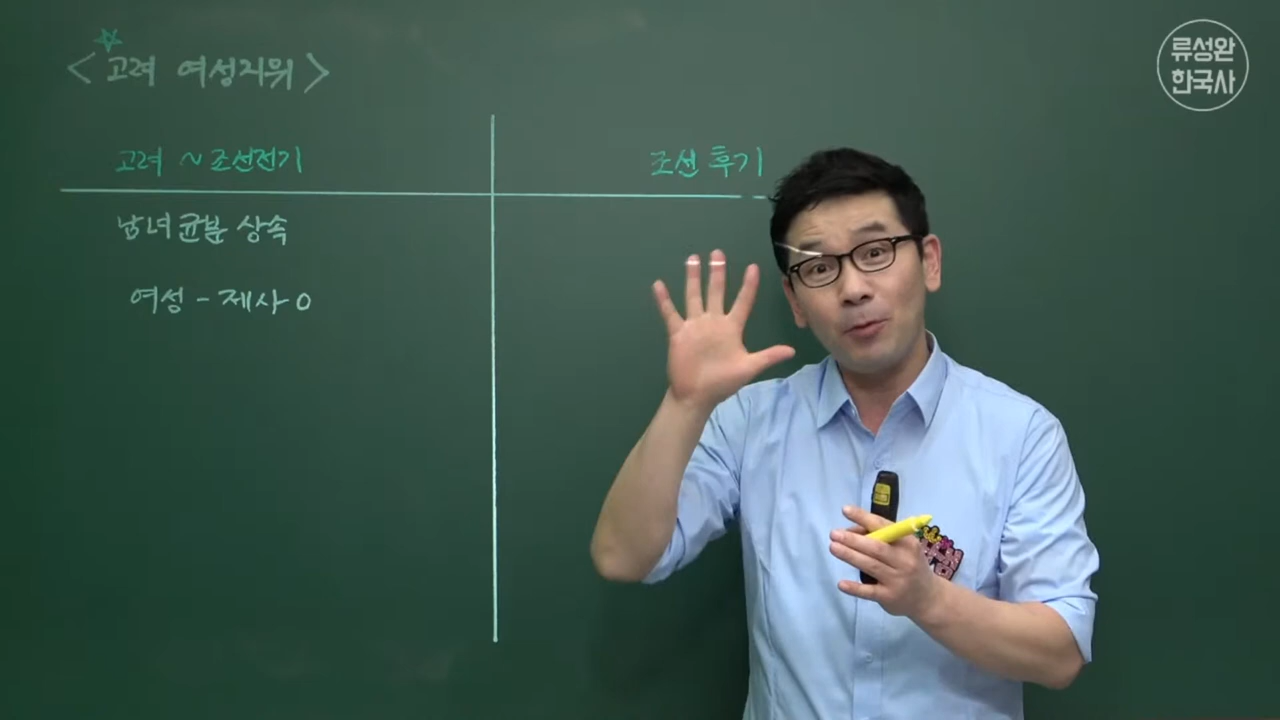 <고려 여성지위>
고려 ~조선전기
조선 후기
남녀 균분 상속
여성 - 제사 O
류성완
한국사